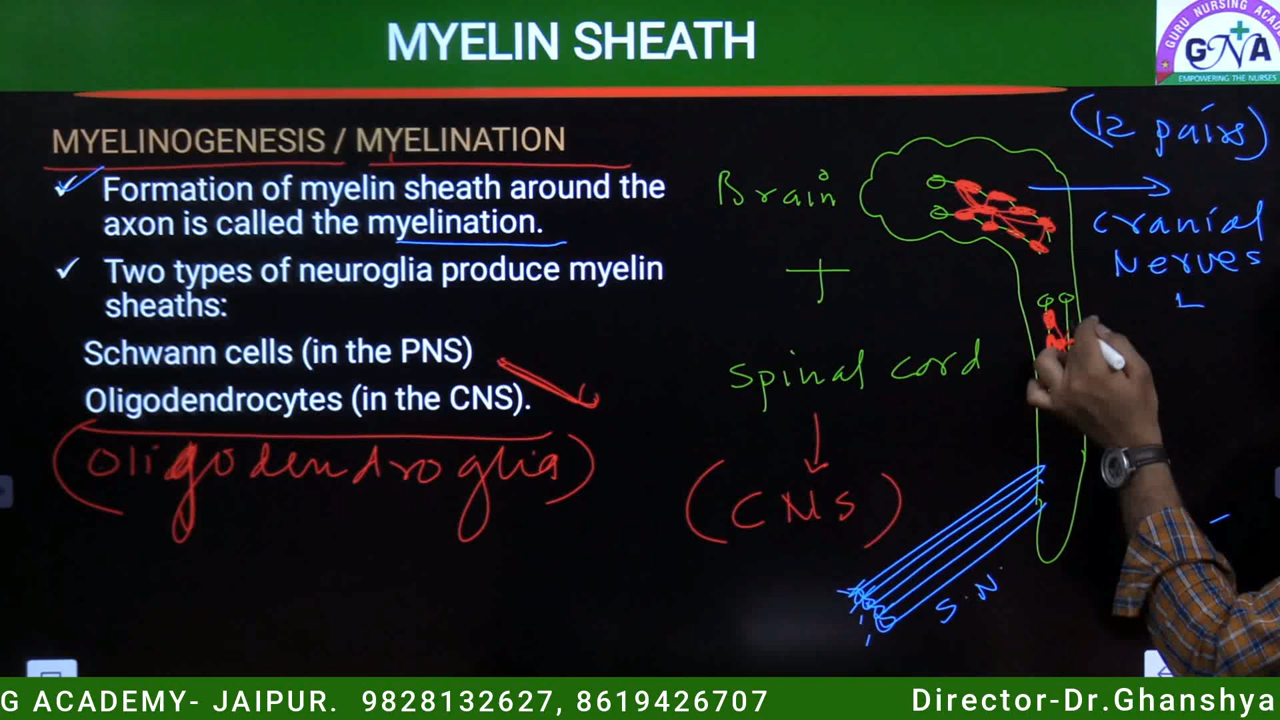 MYELIN SHEATH
GURU NURSING ACA
GNA
EMPOWERING THE NURSES
MYELINOGENESIS / MYELINATION
✓ Formation of myelin sheath around the
axon is called the myelination.
✓ Two types of neuroglia produce myelin
sheaths:
Schwann cells (in the PNS)
Oligodendrocytes (in the CNS).
(oligodendroglia)
Brain
+
spinal cord
(CNS)
(12 pairs)
cranial
Nerves
S.N.
G ACADEMY- JAIPUR. 9828132627, 8619426707
Director-Dr.Ghanshya